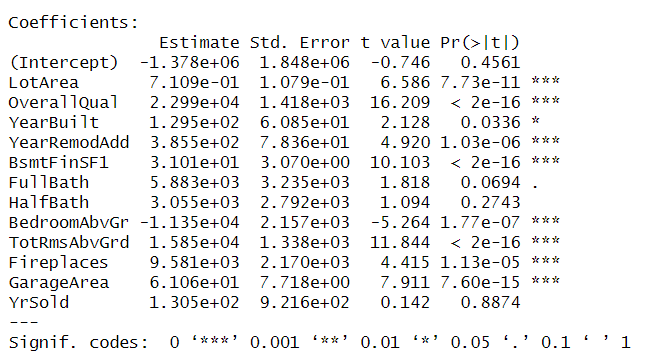 Coefficients:
                Estimate Std. Error t value Pr(>|t|)
(Intercept)   -1.378e+06  1.848e+06  -0.746   0.4561
LotArea        7.109e-01  1.079e-01   6.586 7.73e-11 ***
OverallQual    2.299e+04  1.418e+03  16.209  < 2e-16 ***
YearBuilt      1.295e+02  6.085e+01   2.128   0.0336 *
YearRemodAdd   3.855e+02  7.836e+01   4.920 1.03e-06 ***
BsmtFinSF1     3.101e+01  3.070e+00  10.103  < 2e-16 ***
FullBath       5.883e+03  3.235e+03   1.818   0.0694 .
HalfBath       3.055e+03  2.792e+03   1.094   0.2743
BedroomAbvGr  -1.135e+04  2.157e+03  -5.264 1.77e-07 ***
TotRmsAbvGrd   1.585e+04  1.338e+03  11.844  < 2e-16 ***
Fireplaces     9.581e+03  2.170e+03   4.415 1.13e-05 ***
GarageArea     6.106e+01  7.718e+00   7.911 7.60e-15 ***
YrSold         1.305e+02  9.216e+02   0.142   0.8874
---
Signif. codes:  0 ‘***’ 0.001 ‘**’ 0.01 ‘*’ 0.05 ‘.’ 0.1 ‘ ’ 1